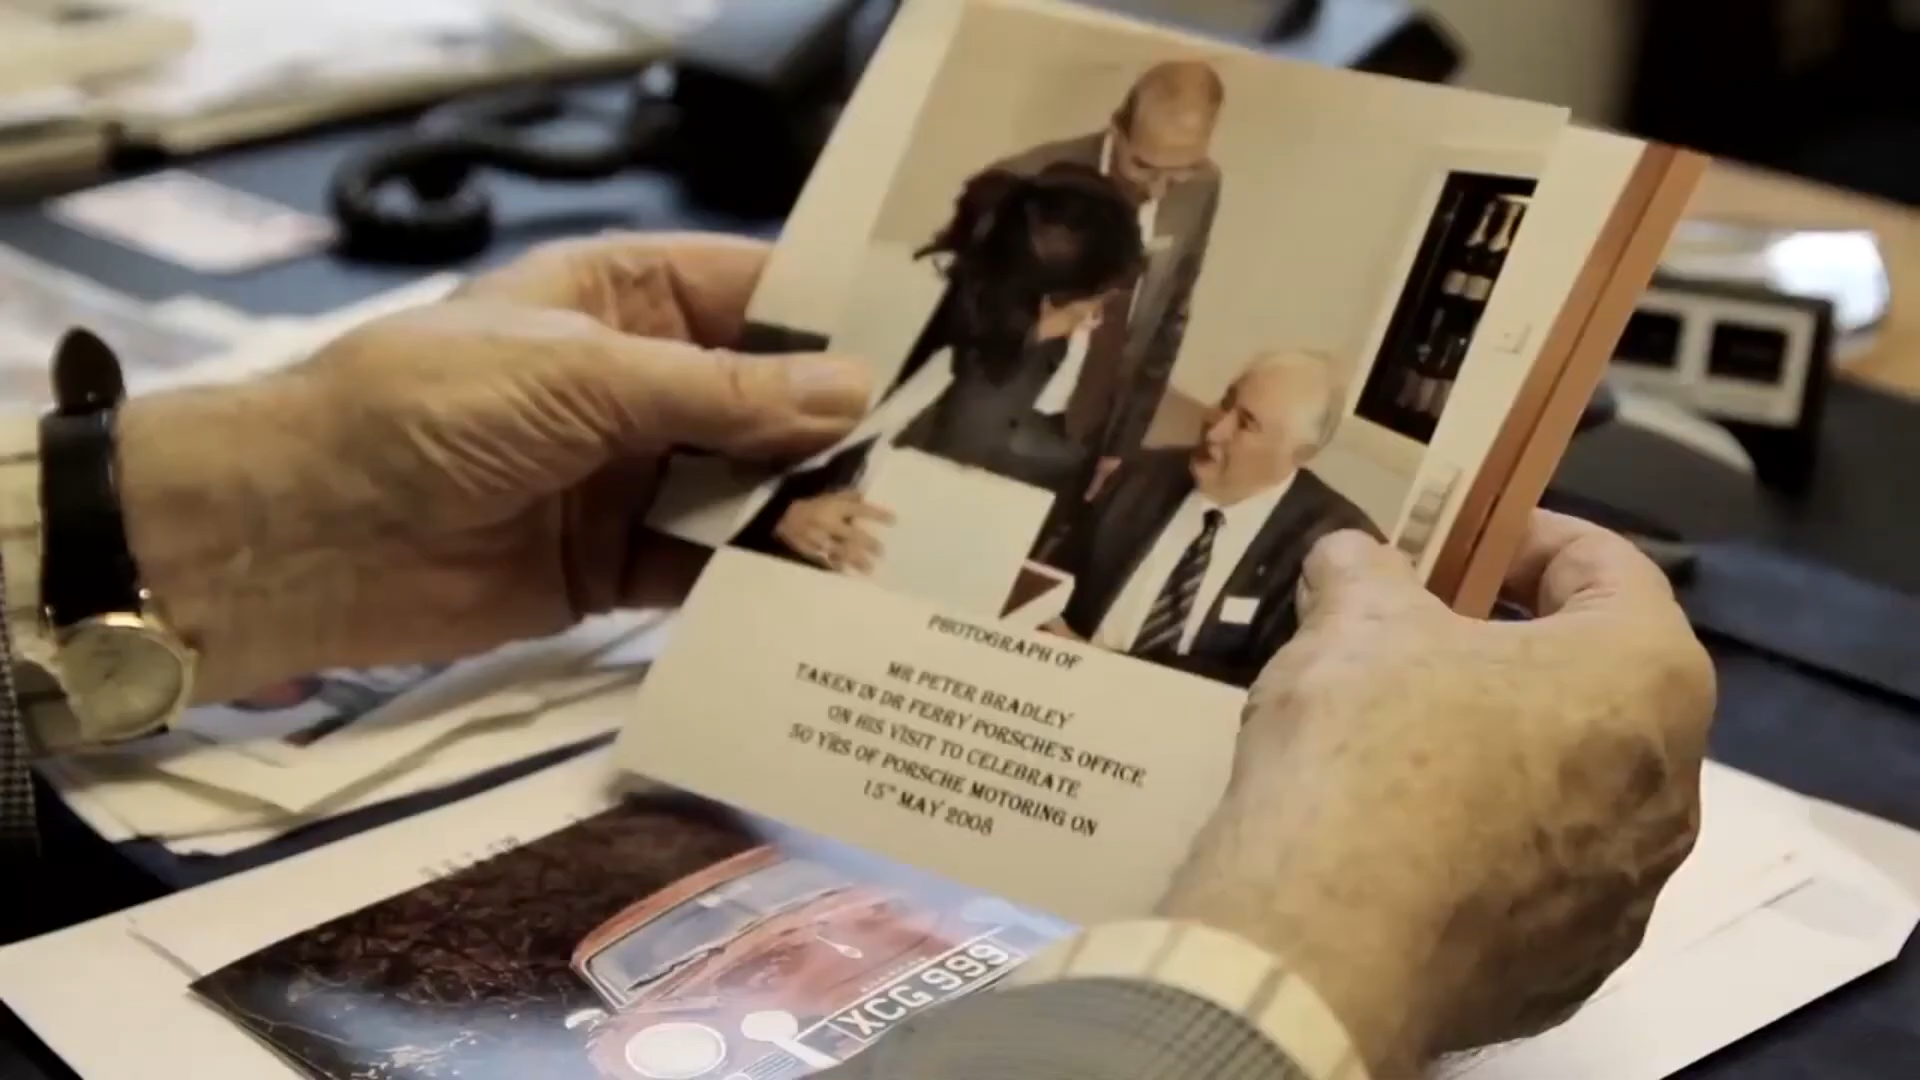 PHOTOGRAPH OF
MR PETER BRADLEY
TAKEN IN DR FERRY PORSCHE'S OFFICE
ON HIS VISIT TO CELEBRATE
50 YRS OF PORSCHE MOTORING ON
15TH MAY 2008
XCG 999